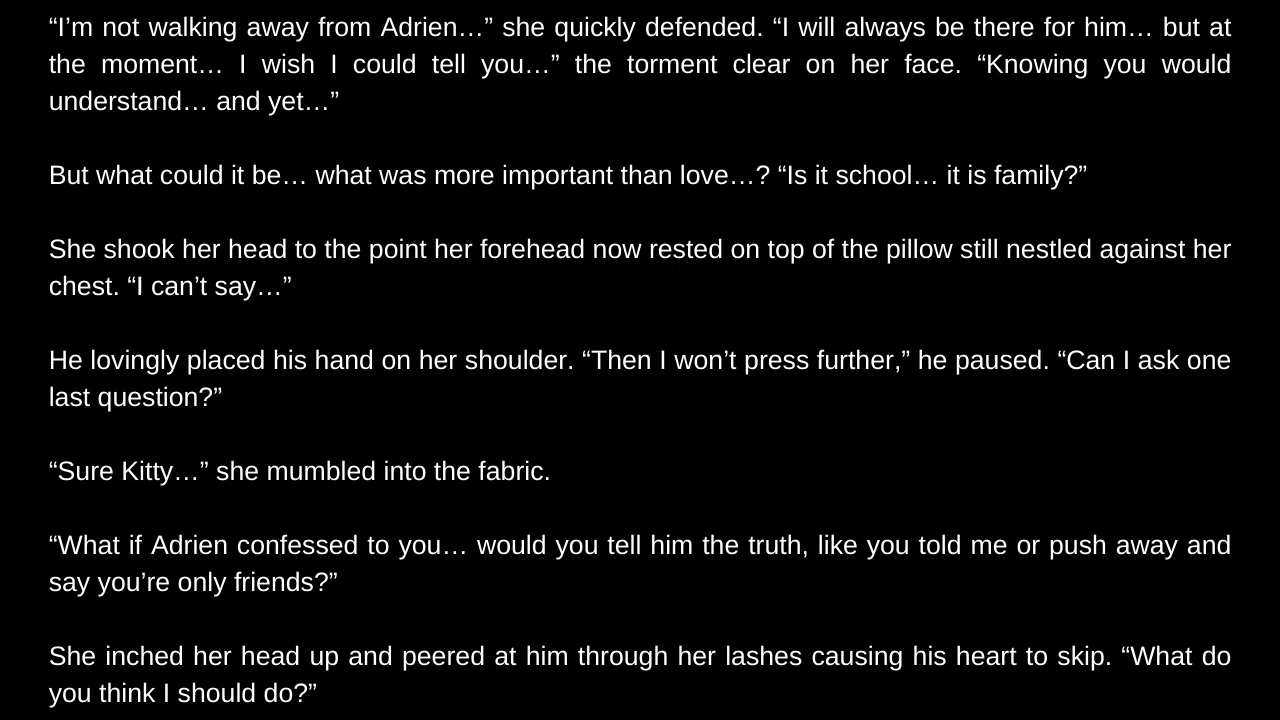 “I’m not walking away from Adrien…” she quickly defended. “I will always be there for him… but at
the moment… I wish I could tell you…” the torment clear on her face. “Knowing you would
understand… and yet…”
But what could it be… what was more important than love…? “Is it school… it is family?”
She shook her head to the point her forehead now rested on top of the pillow still nestled against her
chest. “I can’t say…”
He lovingly placed his hand on her shoulder. “Then I won’t press further,” he paused. “Can I ask one
last question?”
“Sure Kitty…” she mumbled into the fabric.
“What if Adrien confessed to you… would you tell him the truth, like you told me or push away and
say you’re only friends?”
She inched her head up and peered at him through her lashes causing his heart to skip. “What do
you think I should do?”